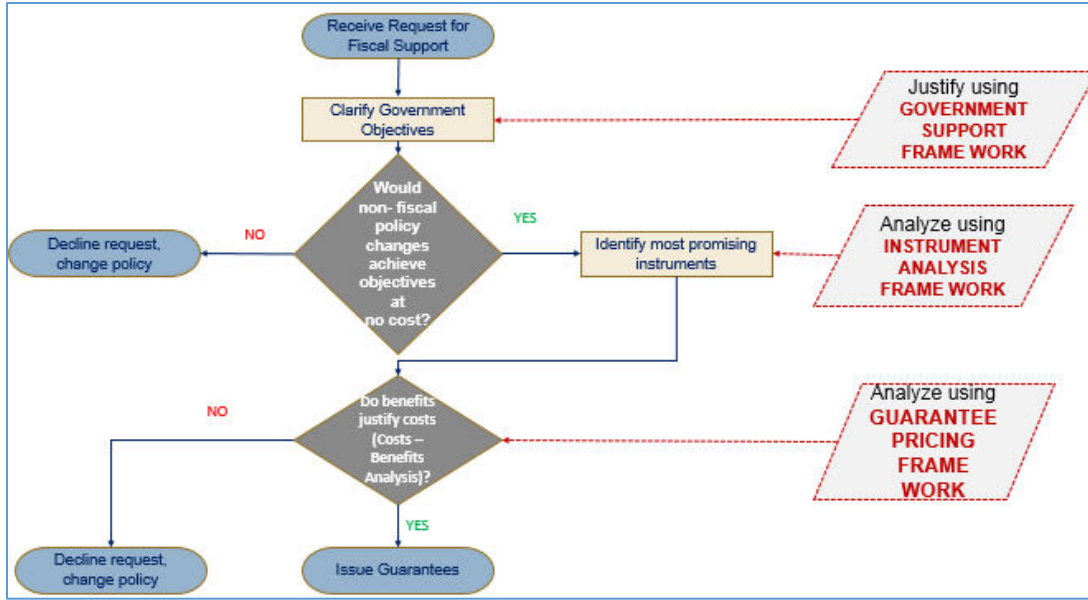 Receive Request for
Fiscal Support
Clarify Government
Objectives
Justify using
GOVERNMENT
SUPPORT
FRAME WORK
Would
non- fiscal
policy
changes
achieve
objectives
at
no cost?
NO
YES
Decline request,
change policy
Identify most promising
instruments
Analyze using
INSTRUMENT
ANALYSIS
FRAME WORK
Do benefits
justify costs
(Costs –
Benefits
Analysis)?
NO
YES
Analyze using
GUARANTEE
PRICING
FRAME
WORK
Decline request,
change policy
Issue Guarantees